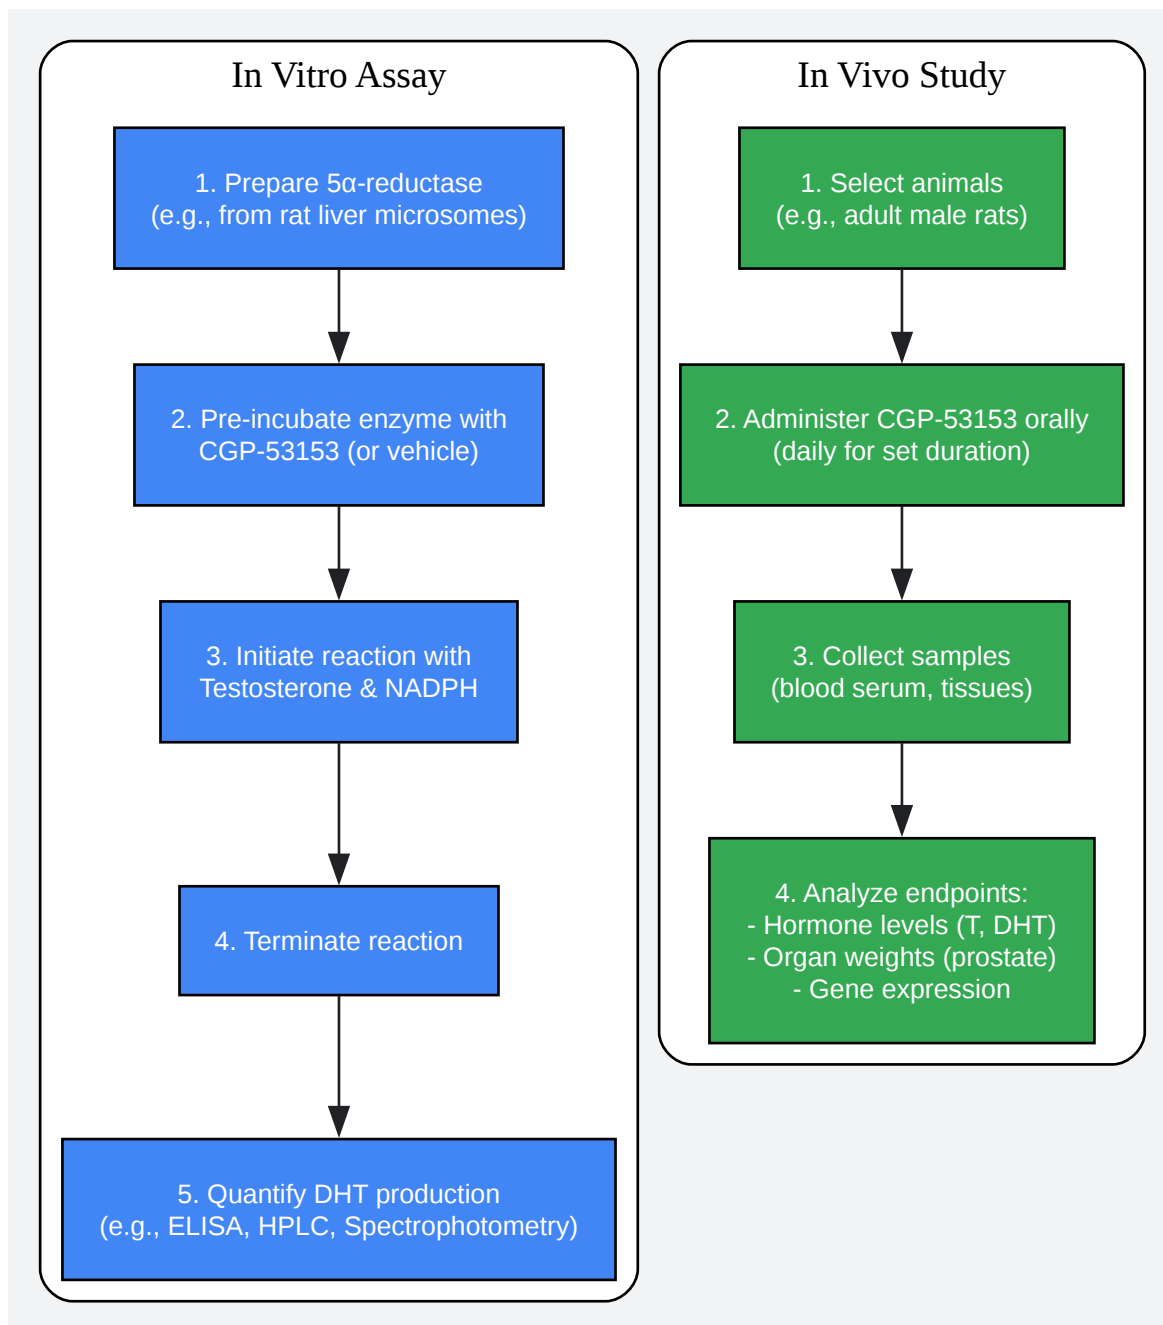 In Vitro Assay
1. Prepare 5α-reductase
(e.g., from rat liver microsomes)
2. Pre-incubate enzyme with
CGP-53153 (or vehicle)
3. Initiate reaction with
Testosterone & NADPH
4. Terminate reaction
5. Quantify DHT production
(e.g., ELISA, HPLC, Spectrophotometry)
In Vivo Study
1. Select animals
(e.g., adult male rats)
2. Administer CGP-53153 orally
(daily for set duration)
3. Collect samples
(blood serum, tissues)
4. Analyze endpoints:
- Hormone levels (T, DHT)
- Organ weights (prostate)
- Gene expression